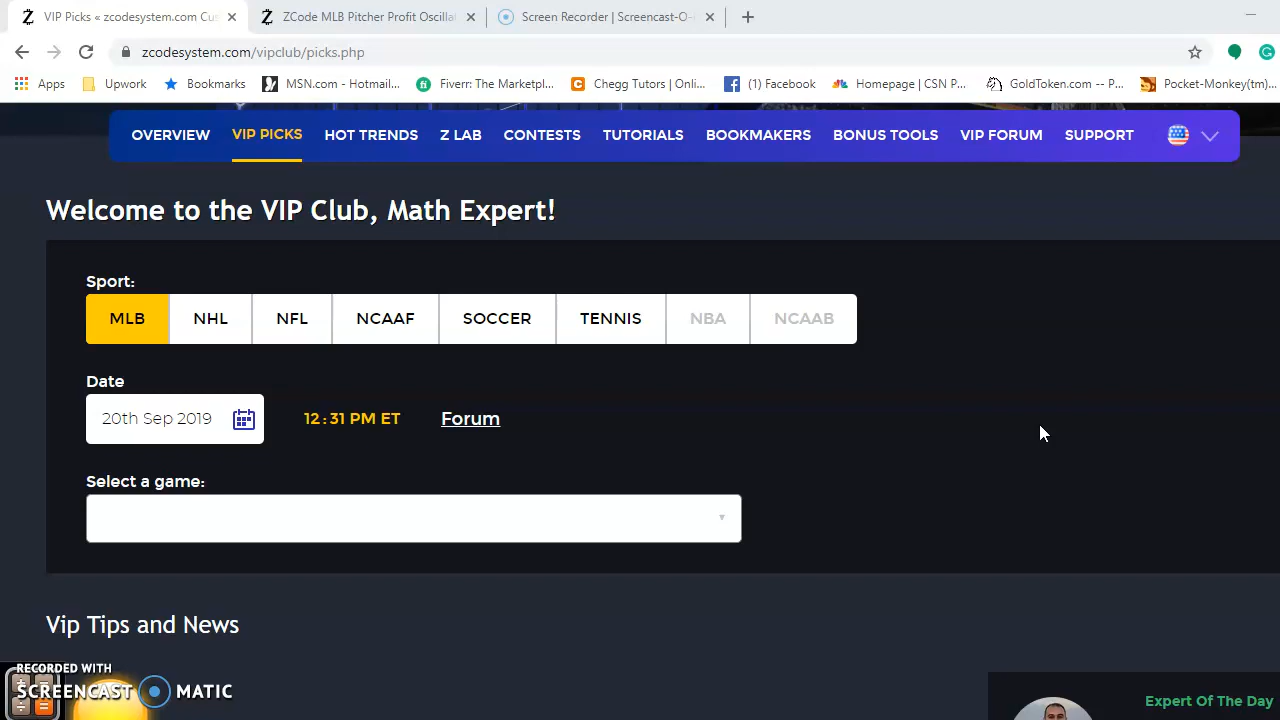 VIP Picks « zcodesystem.com Cus
ZCode MLB Pitcher Profit Oscillat
Screen Recorder | Screencast-O-
zcodesystem.com/vipclub/picks.php
Apps
Upwork
Bookmarks
MSN.com - Hotmail...
Fiverr: The Marketpl...
Chegg Tutors | Onli...
(1) Facebook
Homepage | CSN P...
GoldToken.com -- P...
Pocket-Monkey(tm)...
OVERVIEW
VIP PICKS
HOT TRENDS
Z LAB
CONTESTS
TUTORIALS
BOOKMAKERS
BONUS TOOLS
VIP FORUM
SUPPORT
Welcome to the VIP Club, Math Expert!
Sport:
MLB
NHL
NFL
NCAAF
SOCCER
TENNIS
NBA
NCAAB
Date
20th Sep 2019
12:31 PM ET
Forum
Select a game:
Vip Tips and News
RECORDED WITH
SCREENCAST MATIC
Expert Of The Day